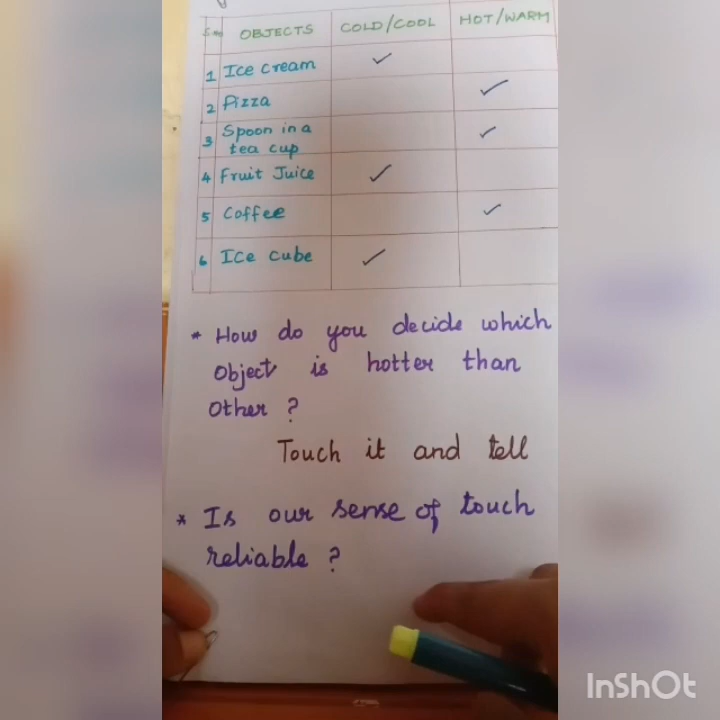 S.No OBJECTS COLD/COOL HOT/WARM
1 Ice cream ✓
2 Pizza ✓
3 Spoon in a
tea cup ✓
4 Fruit Juice ✓
5 Coffee ✓
6 Ice cube ✓
* How do you decide which
object is hotter than
other ?
Touch it and tell
* Is our sense of touch
reliable ?
InShOt